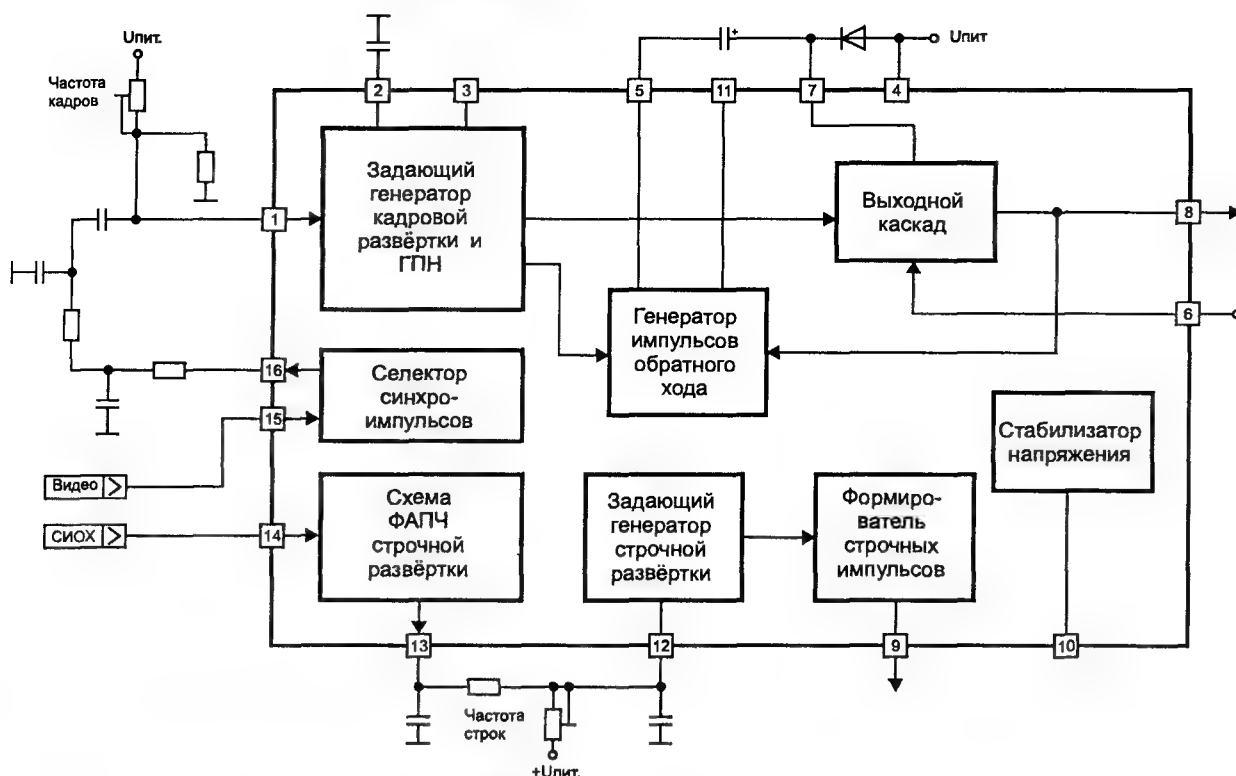 Uпит.
Частота
кадров
Uпит
2
3
5
11
7
4
Задающий
генератор
кадровой
развёртки и
ГПН
Выходной
каскад
1
8
6
Генератор
импульсов
обратного
хода
16
15
Селектор
синхро-
импульсов
Стабилизатор
напряжения
Видео
СИОХ
14
Схема
ФАПЧ
строчной
развёртки
Задающий
генератор
строчной
развёртки
Формиро-
ватель
строчных
импульсов
13
12
9
10
Частота
строк
+Uпит.